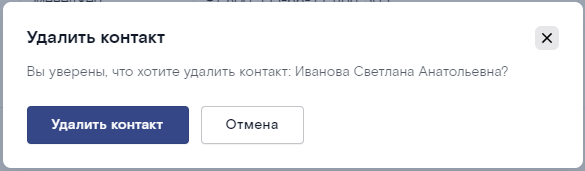 Удалить контакт
Вы уверены, что хотите удалить контакт: Иванова Светлана Анатольевна?
Удалить контакт
Отмена